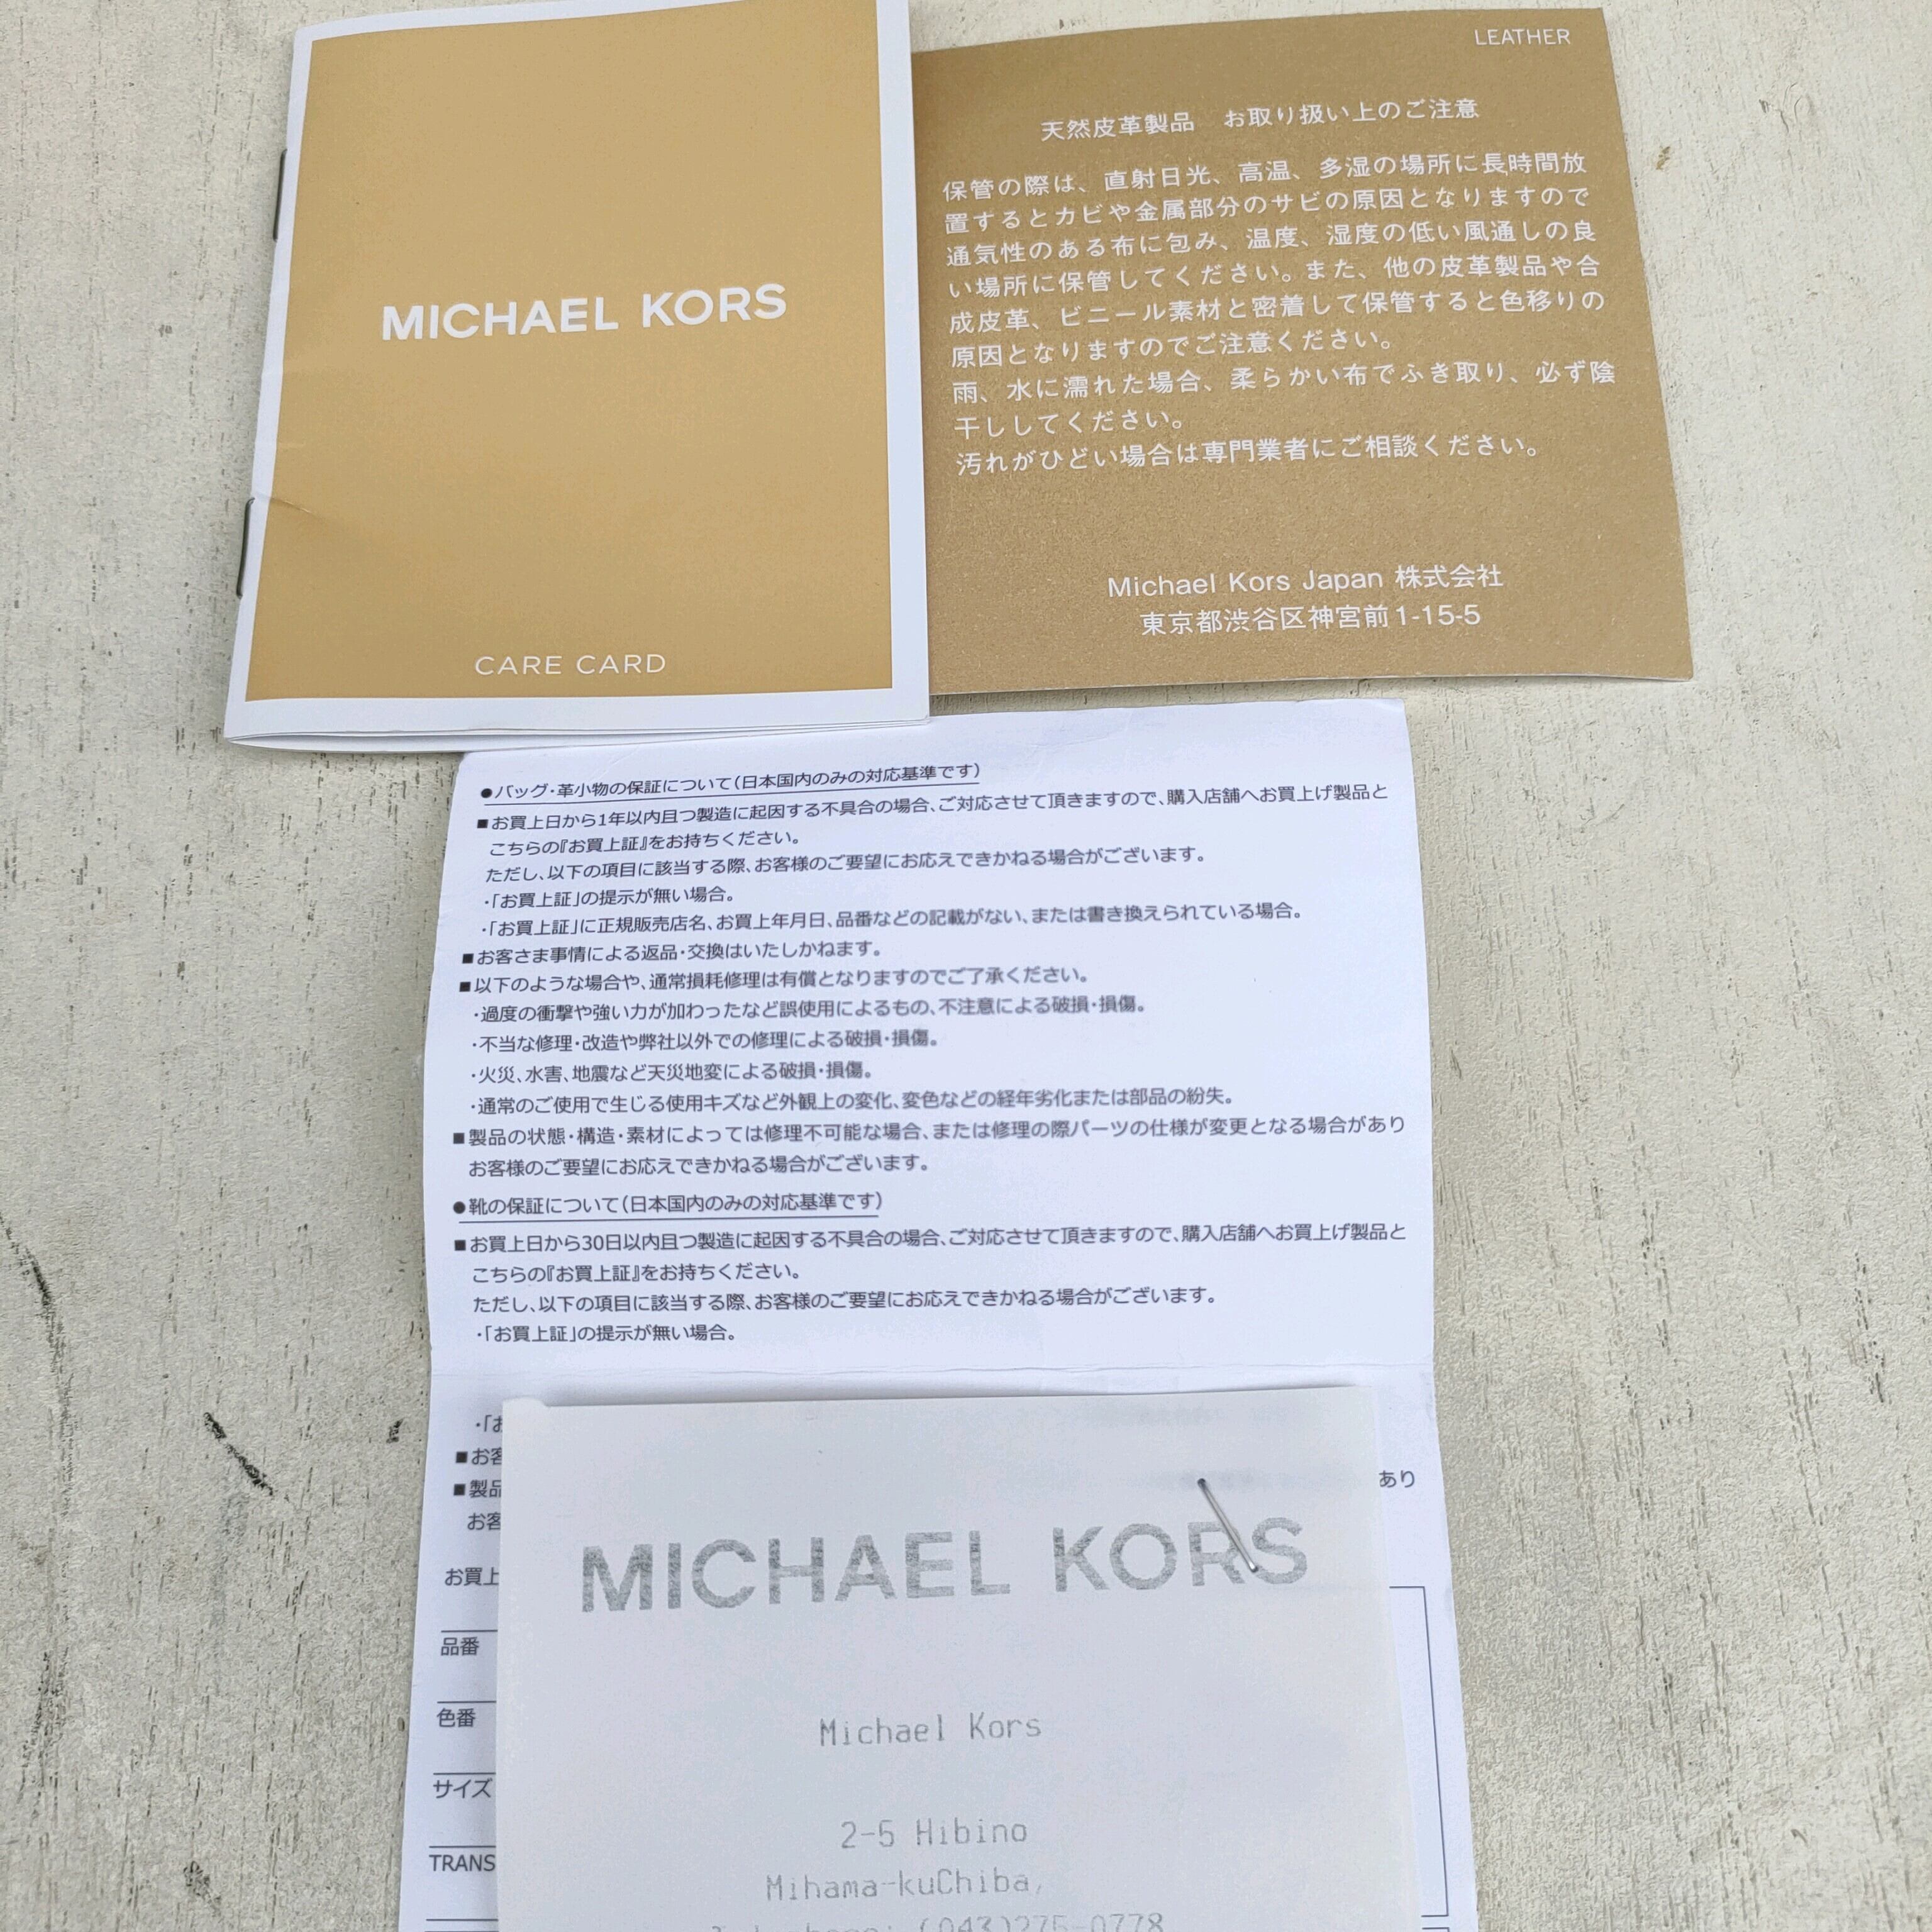 MICHAEL KORS
CARE CARD
LEATHER
天然皮革製品　お取り扱い上のご注意
保管の際は、直射日光、高温、多湿の場所に長時間放
置するとカビや金属部分のサビの原因となりますので
通気性のある布に包み、温度、湿度の低い風通しの良
い場所に保管してください。また、他の皮革製品や合
成皮革、ビニール素材と密着して保管すると色移りの
原因となりますのでご注意ください。
雨、水に濡れた場合、柔らかい布でふき取り、必ず陰
干ししてください。
汚れがひどい場合は専門業者にご相談ください。
Michael Kors Japan 株式会社
東京都渋谷区神宮前1-15-5
●バッグ・革小物の保証について(日本国内のみの対応基準です)
■お買上日から1年以内且つ製造に起因する不具合の場合、ご対応させて頂きますので、購入店舗へお買上げ製品と
こちらの『お買上証』をお持ちください。
ただし、以下の項目に該当する際、お客様のご要望にお応えできかねる場合がございます。
・「お買上証」の提示が無い場合。
・「お買上証」に正規販売店名、お買上年月日、品番などの記載がない、または書き換えられている場合。
■お客さま事情による返品・交換はいたしかねます。
■以下のような場合や、通常損耗修理は有償となりますのでご了承ください。
・過度の衝撃や強い力が加わったなど誤使用によるもの、不注意による破損・損傷。
・不当な修理・改造や弊社以外での修理による破損・損傷。
・火災、水害、地震など天災地変による破損・損傷。
・通常のご使用で生じる使用キズなど外観上の変化、変色などの経年劣化または部品の紛失。
■製品の状態・構造・素材によっては修理不可能な場合、または修理の際パーツの仕様が変更となる場合があり
お客様のご要望にお応えできかねる場合がございます。
●靴の保証について(日本国内のみの対応基準です)
■お買上日から30日以内且つ製造に起因する不具合の場合、ご対応させて頂きますので、購入店舗へお買上げ製品と
こちらの『お買上証』をお持ちください。
ただし、以下の項目に該当する際、お客様のご要望にお応えできかねる場合がございます。
・「お買上証」の提示が無い場合。
・「お
■お客
■製品 あり
お客
お買上
品番
色番
サイズ
TRANS
MICHAEL KORS
Michael Kors
2-5 Hibino
Mihama-kuChiba,
(043)275-0778